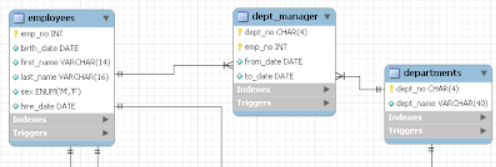 employees
emp_no INT
birth_date DATE
first_name VARCHAR(14)
last_name VARCHAR(16)
sex ENUM('M','F')
hire_date DATE
Indexes
Triggers
dept_manager
dept_no CHAR(4)
emp_no INT
from_date DATE
to_date DATE
Indexes
Triggers
departments
dept_no CHAR(4)
dept_name VARCHAR(40)
Indexes
Triggers